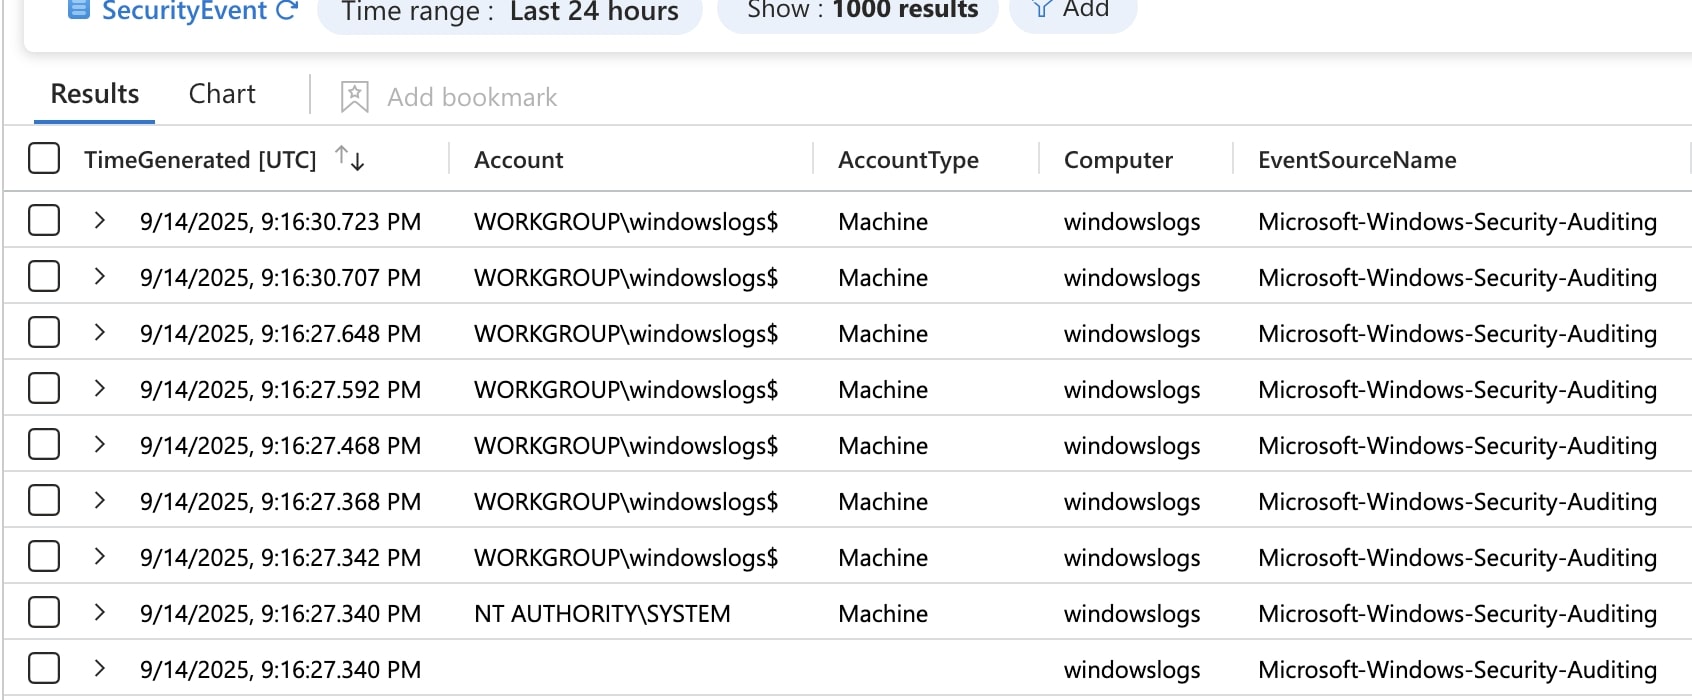 SecurityEvent Time range : Last 24 hours Show : 1000 results Add
Results Chart Add bookmark
TimeGenerated [UTC] Account AccountType Computer EventSourceName
9/14/2025, 9:16:30.723 PM WORKGROUP\windowslogs$ Machine windowslogs Microsoft-Windows-Security-Auditing
9/14/2025, 9:16:30.707 PM WORKGROUP\windowslogs$ Machine windowslogs Microsoft-Windows-Security-Auditing
9/14/2025, 9:16:27.648 PM WORKGROUP\windowslogs$ Machine windowslogs Microsoft-Windows-Security-Auditing
9/14/2025, 9:16:27.592 PM WORKGROUP\windowslogs$ Machine windowslogs Microsoft-Windows-Security-Auditing
9/14/2025, 9:16:27.468 PM WORKGROUP\windowslogs$ Machine windowslogs Microsoft-Windows-Security-Auditing
9/14/2025, 9:16:27.368 PM WORKGROUP\windowslogs$ Machine windowslogs Microsoft-Windows-Security-Auditing
9/14/2025, 9:16:27.342 PM WORKGROUP\windowslogs$ Machine windowslogs Microsoft-Windows-Security-Auditing
9/14/2025, 9:16:27.340 PM NT AUTHORITY\SYSTEM Machine windowslogs Microsoft-Windows-Security-Auditing
9/14/2025, 9:16:27.340 PM windowslogs Microsoft-Windows-Security-Auditing